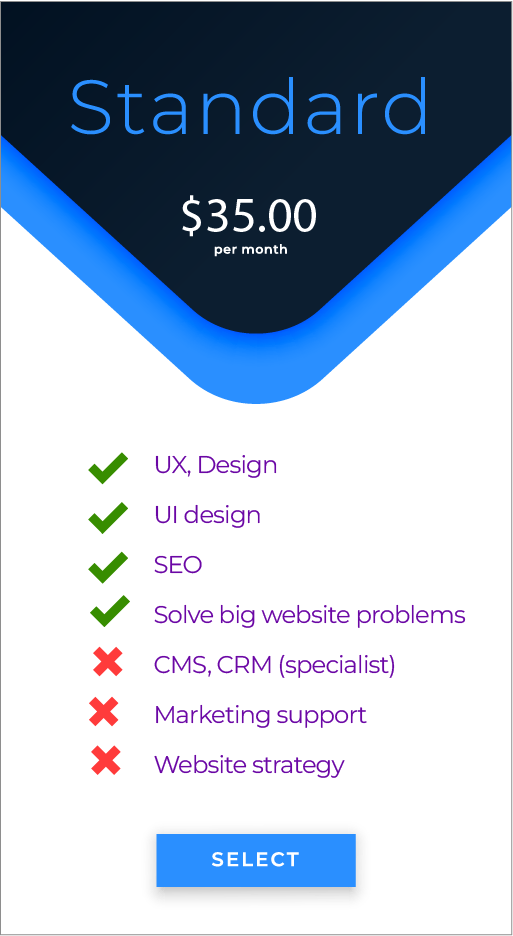 Standard
$35.00
per month
UX, Design
UI design
SEO
Solve big website problems
CMS, CRM (specialist)
Marketing support
Website strategy
SELECT